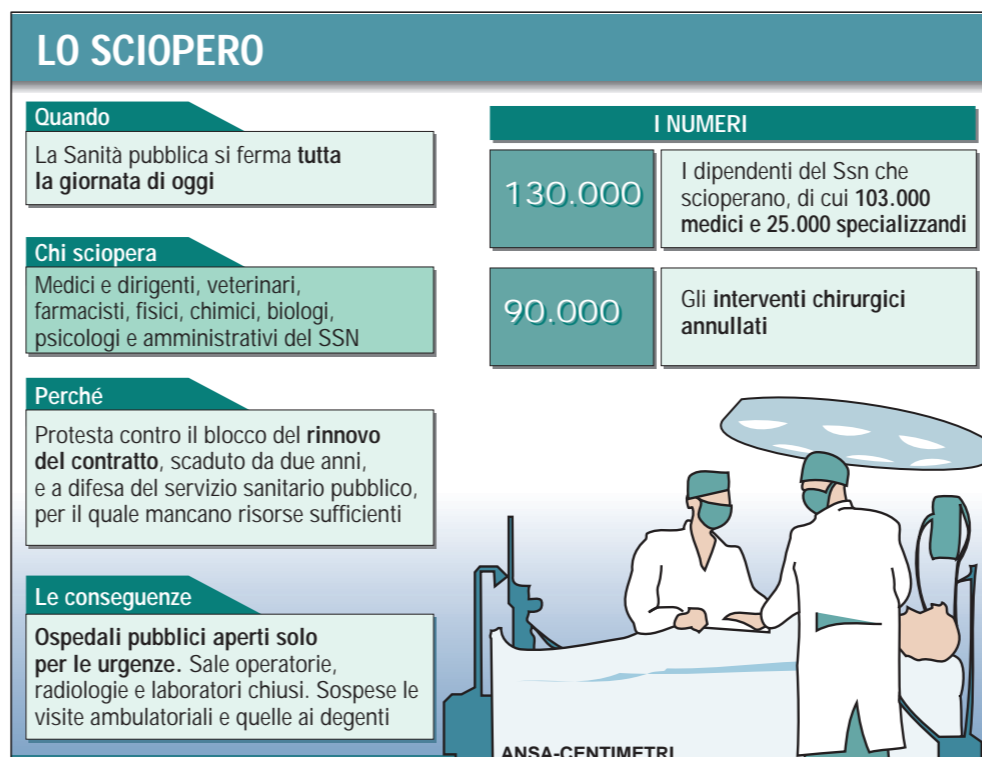 LO SCIOPERO
Quando
La Sanità pubblica si ferma tutta
la giornata di oggi
Chi sciopera
Medici e dirigenti, veterinari,
farmacisti, fisici, chimici, biologi,
psicologi e amministrativi del SSN
Perché
Protesta contro il blocco del rinnovo
del contratto, scaduto da due anni,
e a difesa del servizio sanitario pubblico,
per il quale mancano risorse sufficienti
Le conseguenze
Ospedali pubblici aperti solo
per le urgenze. Sale operatorie,
radiologie e laboratori chiusi. Sospese le
visite ambulatoriali e quelle ai degenti
I NUMERI
130.000
I dipendenti del Ssn che
scioperano, di cui 103.000
medici e 25.000 specializzandi
90.000
Gli interventi chirurgici
annullati
ANSA-CENTIMETRI